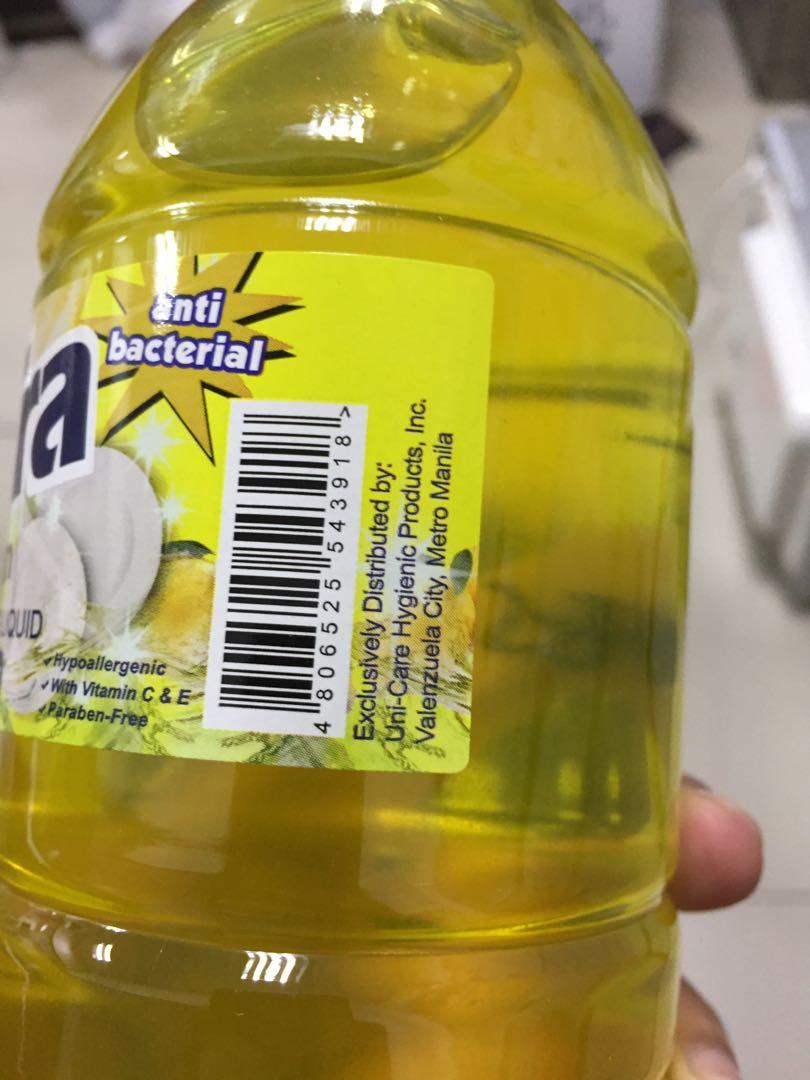 anti
bacterial
ra
QUID
Hypoallergenic
With Vitamin C & E
Paraben-Free
4 806525 543918 >
Exclusively Distributed by:
Uni-Care Hygienic Products, Inc.
Valenzuela City, Metro Manila